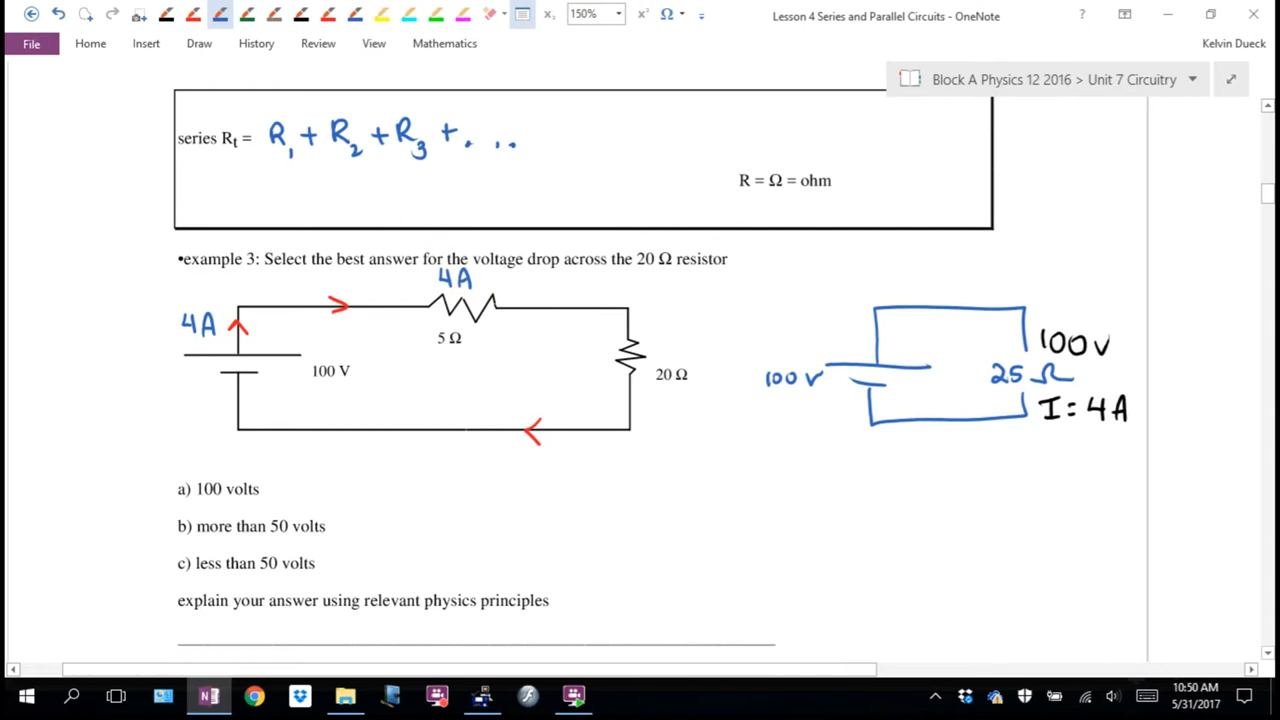 150%
Lesson 4 Series and Parallel Circuits - OneNote
File Home Insert Draw History Review View Mathematics
Kelvin Dueck
Block A Physics 12 2016 > Unit 7 Circuitry
series Rt = R1 + R2 + R3 + . . .
R = Ω = ohm
•example 3: Select the best answer for the voltage drop across the 20 Ω resistor
4A
4A
5 Ω
100 V
20 Ω
100 V
100V
25 Ω
I = 4A
a) 100 volts
b) more than 50 volts
c) less than 50 volts
explain your answer using relevant physics principles
10:50 AM
5/31/2017